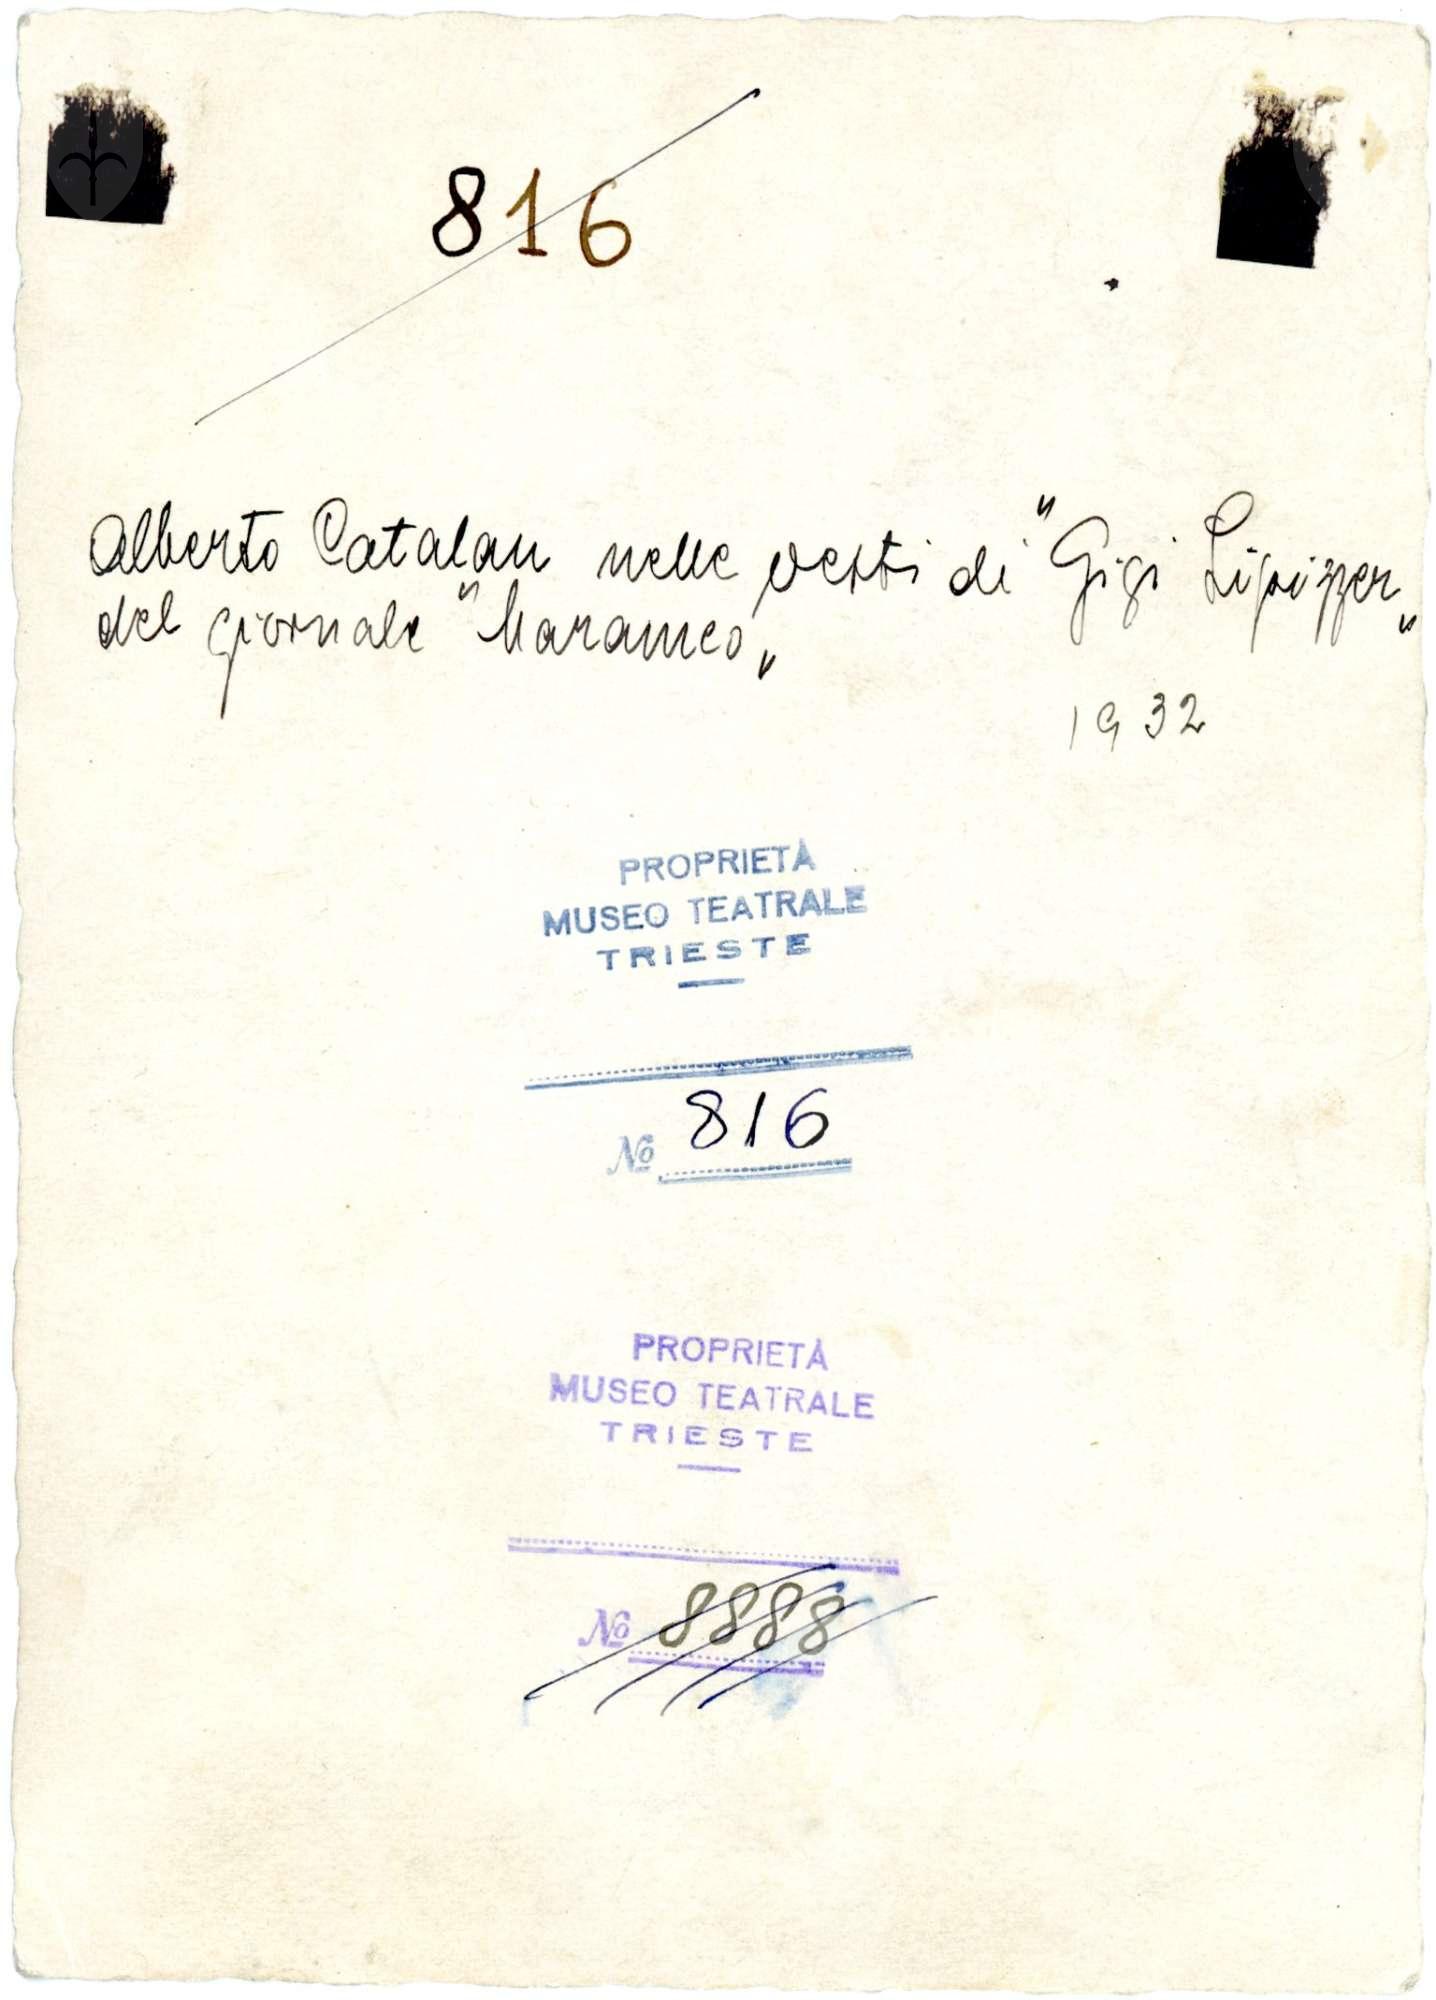 816
Alberto Catalan nelle vesti di "Gigi Lipizzer"
del giornale "Marameo"
1932
PROPRIETÀ
MUSEO TEATRALE
TRIESTE
No 816
PROPRIETÀ
MUSEO TEATRALE
TRIESTE
No 8888